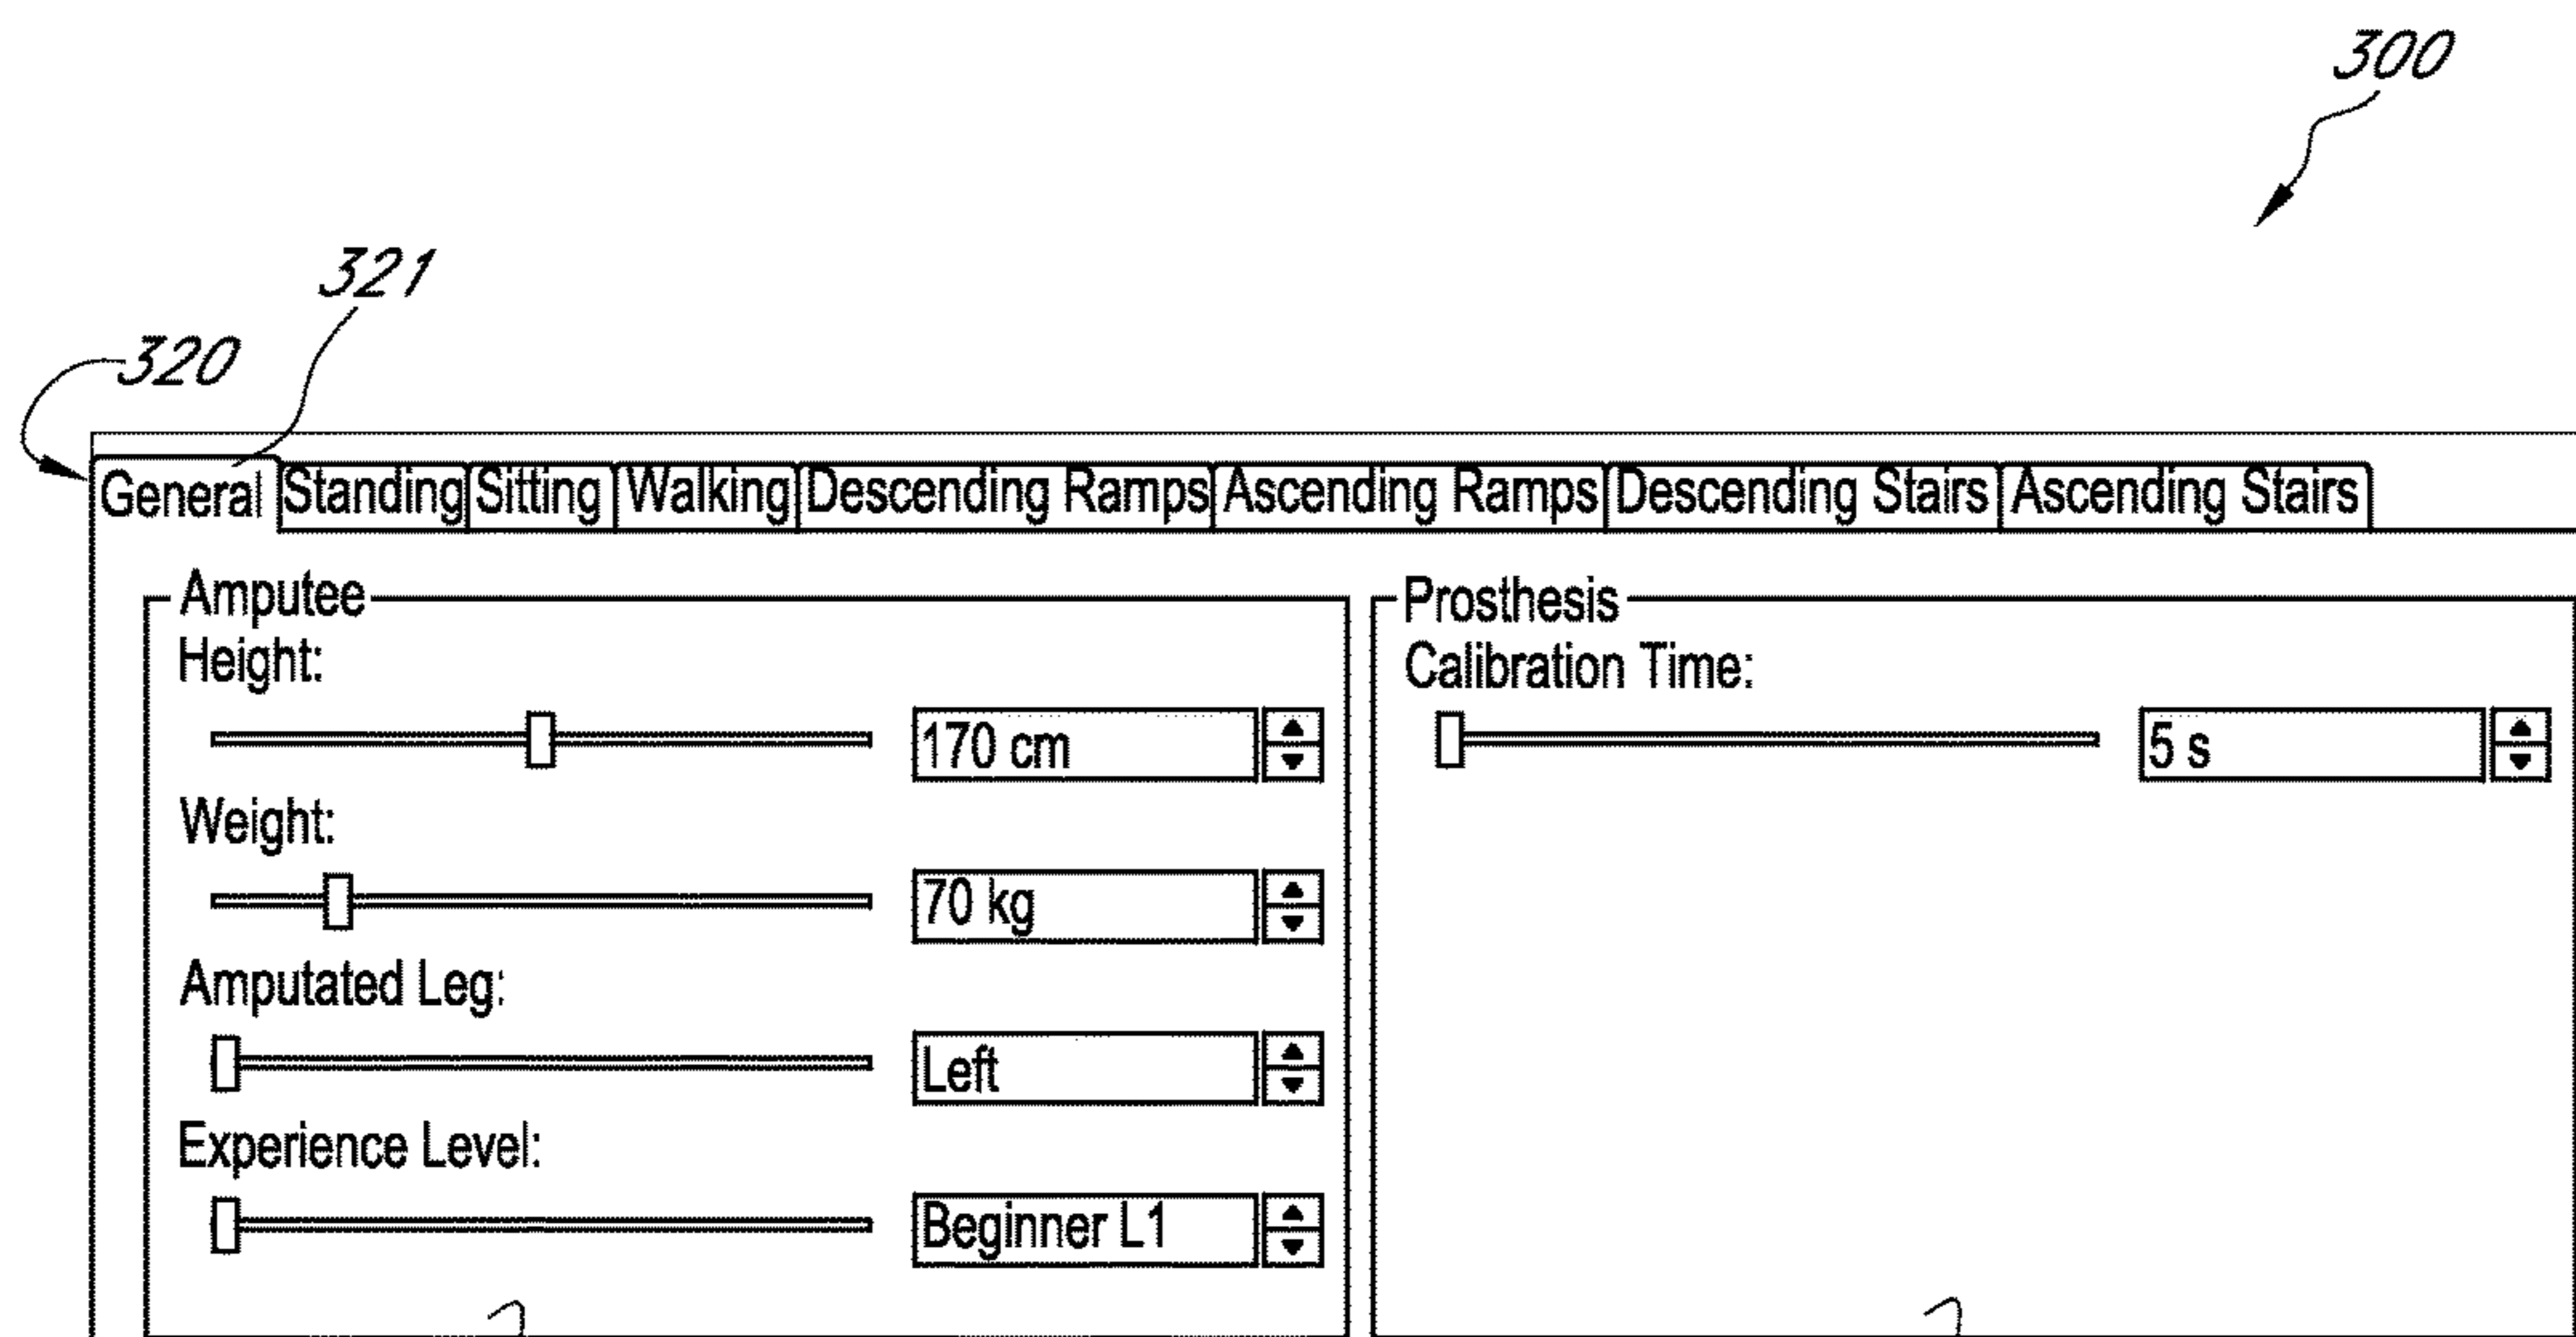 300
321
320
General Standing Sitting Walking Descending Ramps Ascending Ramps Descending Stairs Ascending Stairs
Amputee
Height:
170 cm
Weight:
70 kg
Amputated Leg:
Left
Experience Level:
Beginner L1
Prosthesis
Calibration Time:
5 s